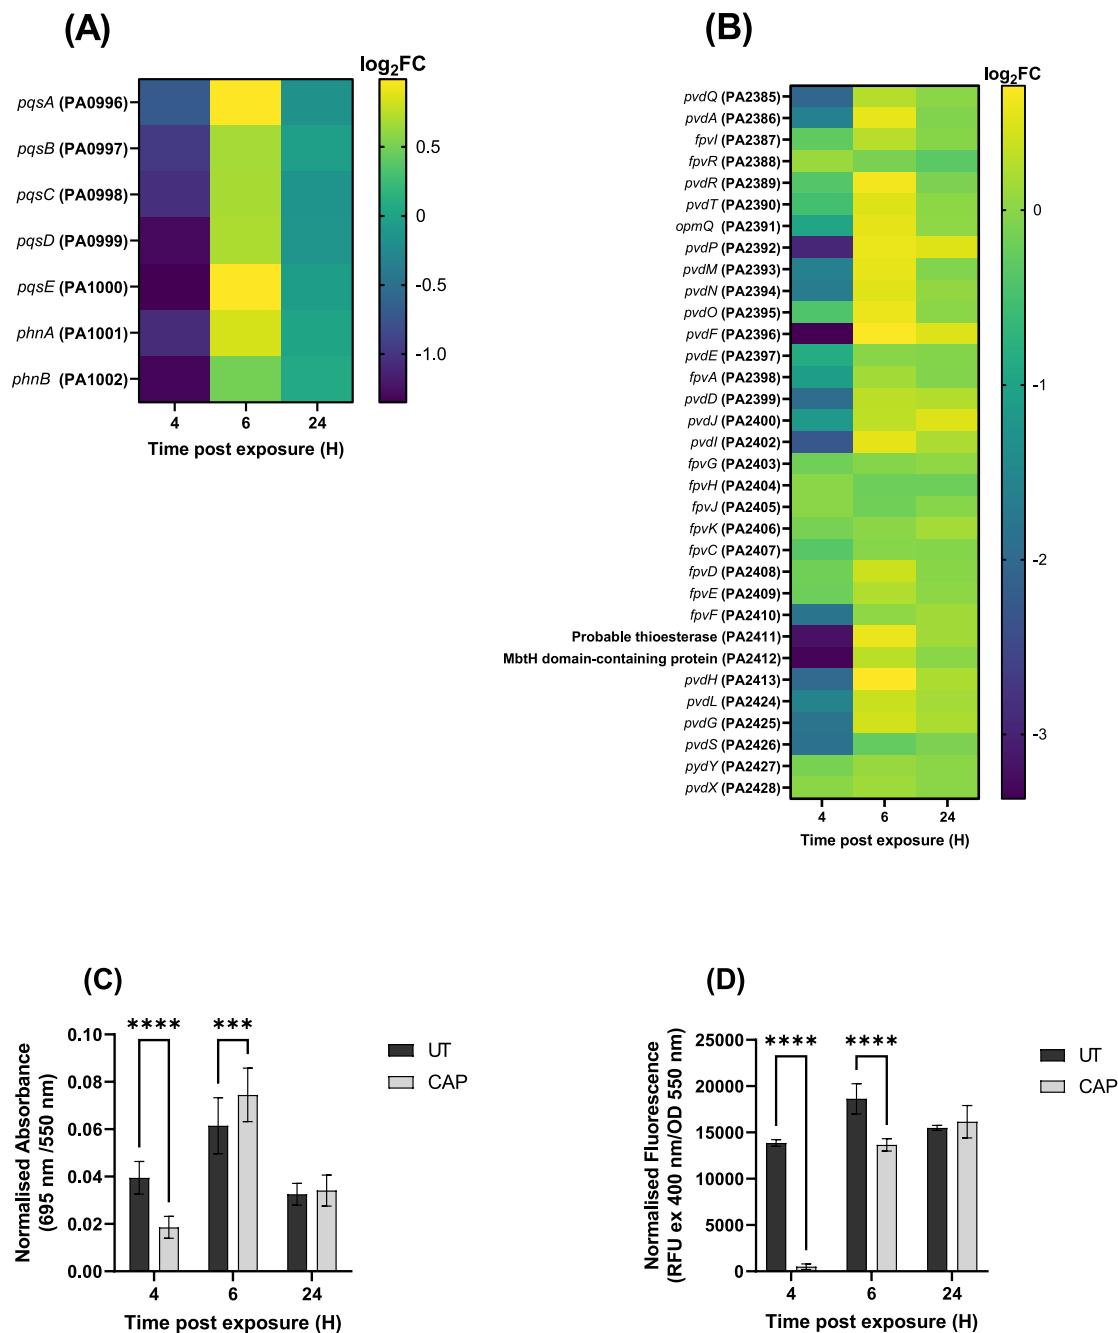 (A)
log2FC
pqsA (PA0996)
pqsB (PA0997)
pqsC (PA0998)
pqsD (PA0999)
pqsE (PA1000)
phnA (PA1001)
phnB (PA1002)
0.5
0
-0.5
-1.0
4 6 24
Time post exposure (H)
(B)
log2FC
pvdQ (PA2385)
pvdA (PA2386)
fpvI (PA2387)
fpvR (PA2388)
pvdR (PA2389)
pvdT (PA2390)
opmQ (PA2391)
pvdP (PA2392)
pvdM (PA2393)
pvdN (PA2394)
pvdO (PA2395)
pvdF (PA2396)
pvdE (PA2397)
fpvA (PA2398)
pvdD (PA2399)
pvdJ (PA2400)
pvdI (PA2402)
fpvG (PA2403)
fpvH (PA2404)
fpvJ (PA2405)
fpvK (PA2406)
fpvC (PA2407)
fpvD (PA2408)
fpvE (PA2409)
fpvF (PA2410)
Probable thioesterase (PA2411)
MbtH domain-containing protein (PA2412)
pvdH (PA2413)
pvdL (PA2424)
pvdG (PA2425)
pvdS (PA2426)
pydY (PA2427)
pvdX (PA2428)
0
-1
-2
-3
4 6 24
Time post exposure (H)
(C)
Normalised Absorbance
(695 nm /550 nm)
0.10
0.08
0.06
0.04
0.02
0.00
**** ***
UT
CAP
4 6 24
Time post exposure (H)
(D)
Normalised Fluorescence
(RFU ex 400 nm/OD 550 nm)
25000
20000
15000
10000
5000
0
**** ****
UT
CAP
4 6 24
Time post exposure (H)